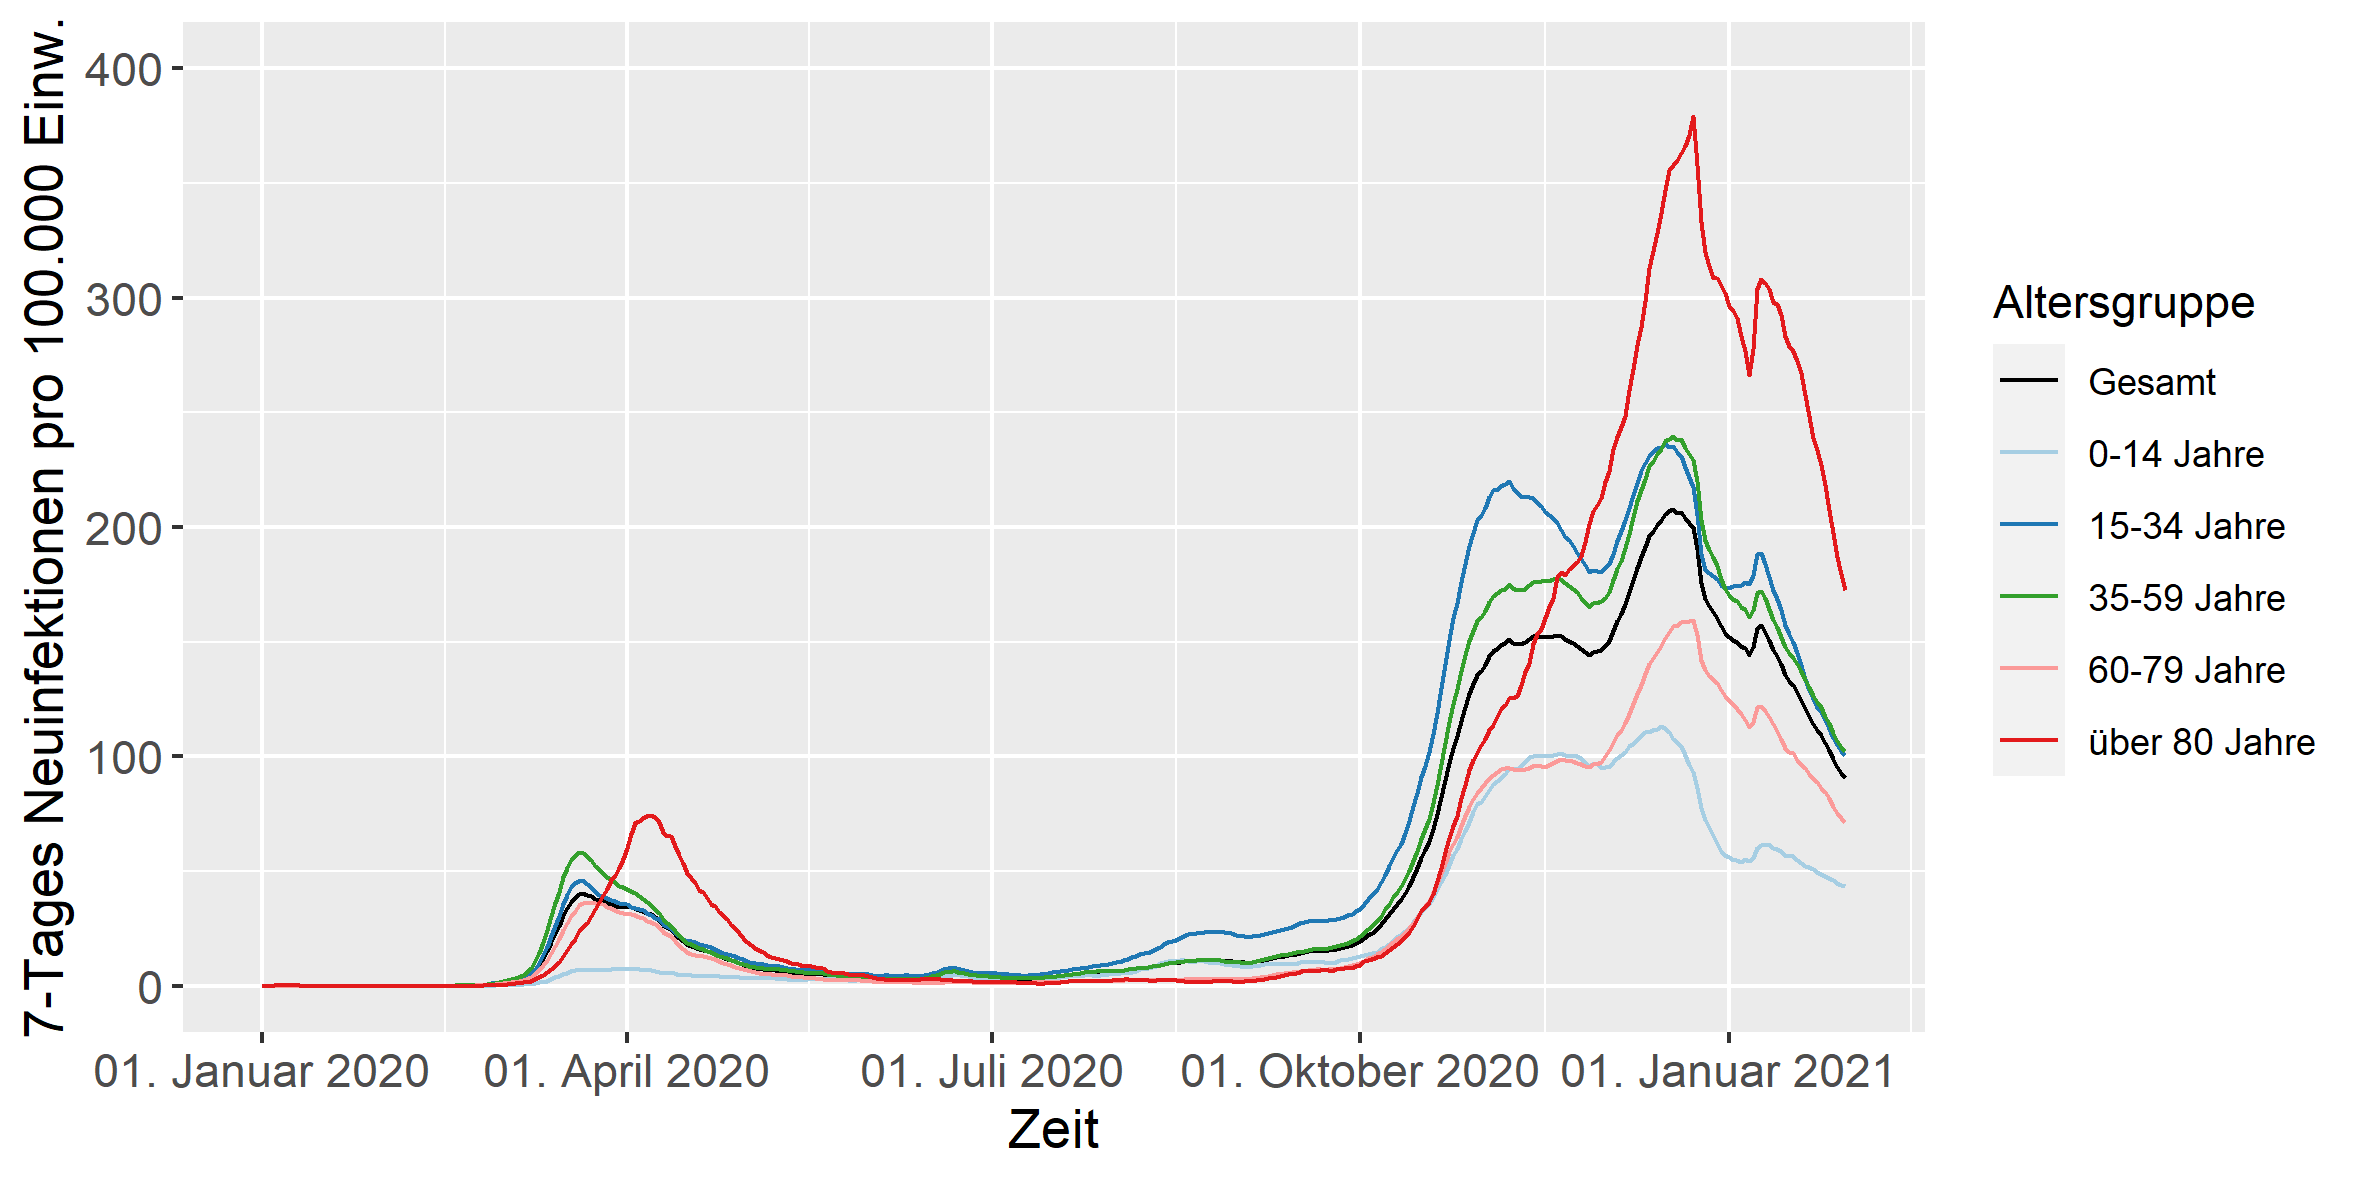 7-Tages Neuinfektionen pro 100.000 Einw.
400
300
200
100
0
01. Januar 2020
01. April 2020
01. Juli 2020
01. Oktober 2020
01. Januar 2021
Zeit
Altersgruppe
Gesamt
0-14 Jahre
15-34 Jahre
35-59 Jahre
60-79 Jahre
über 80 Jahre